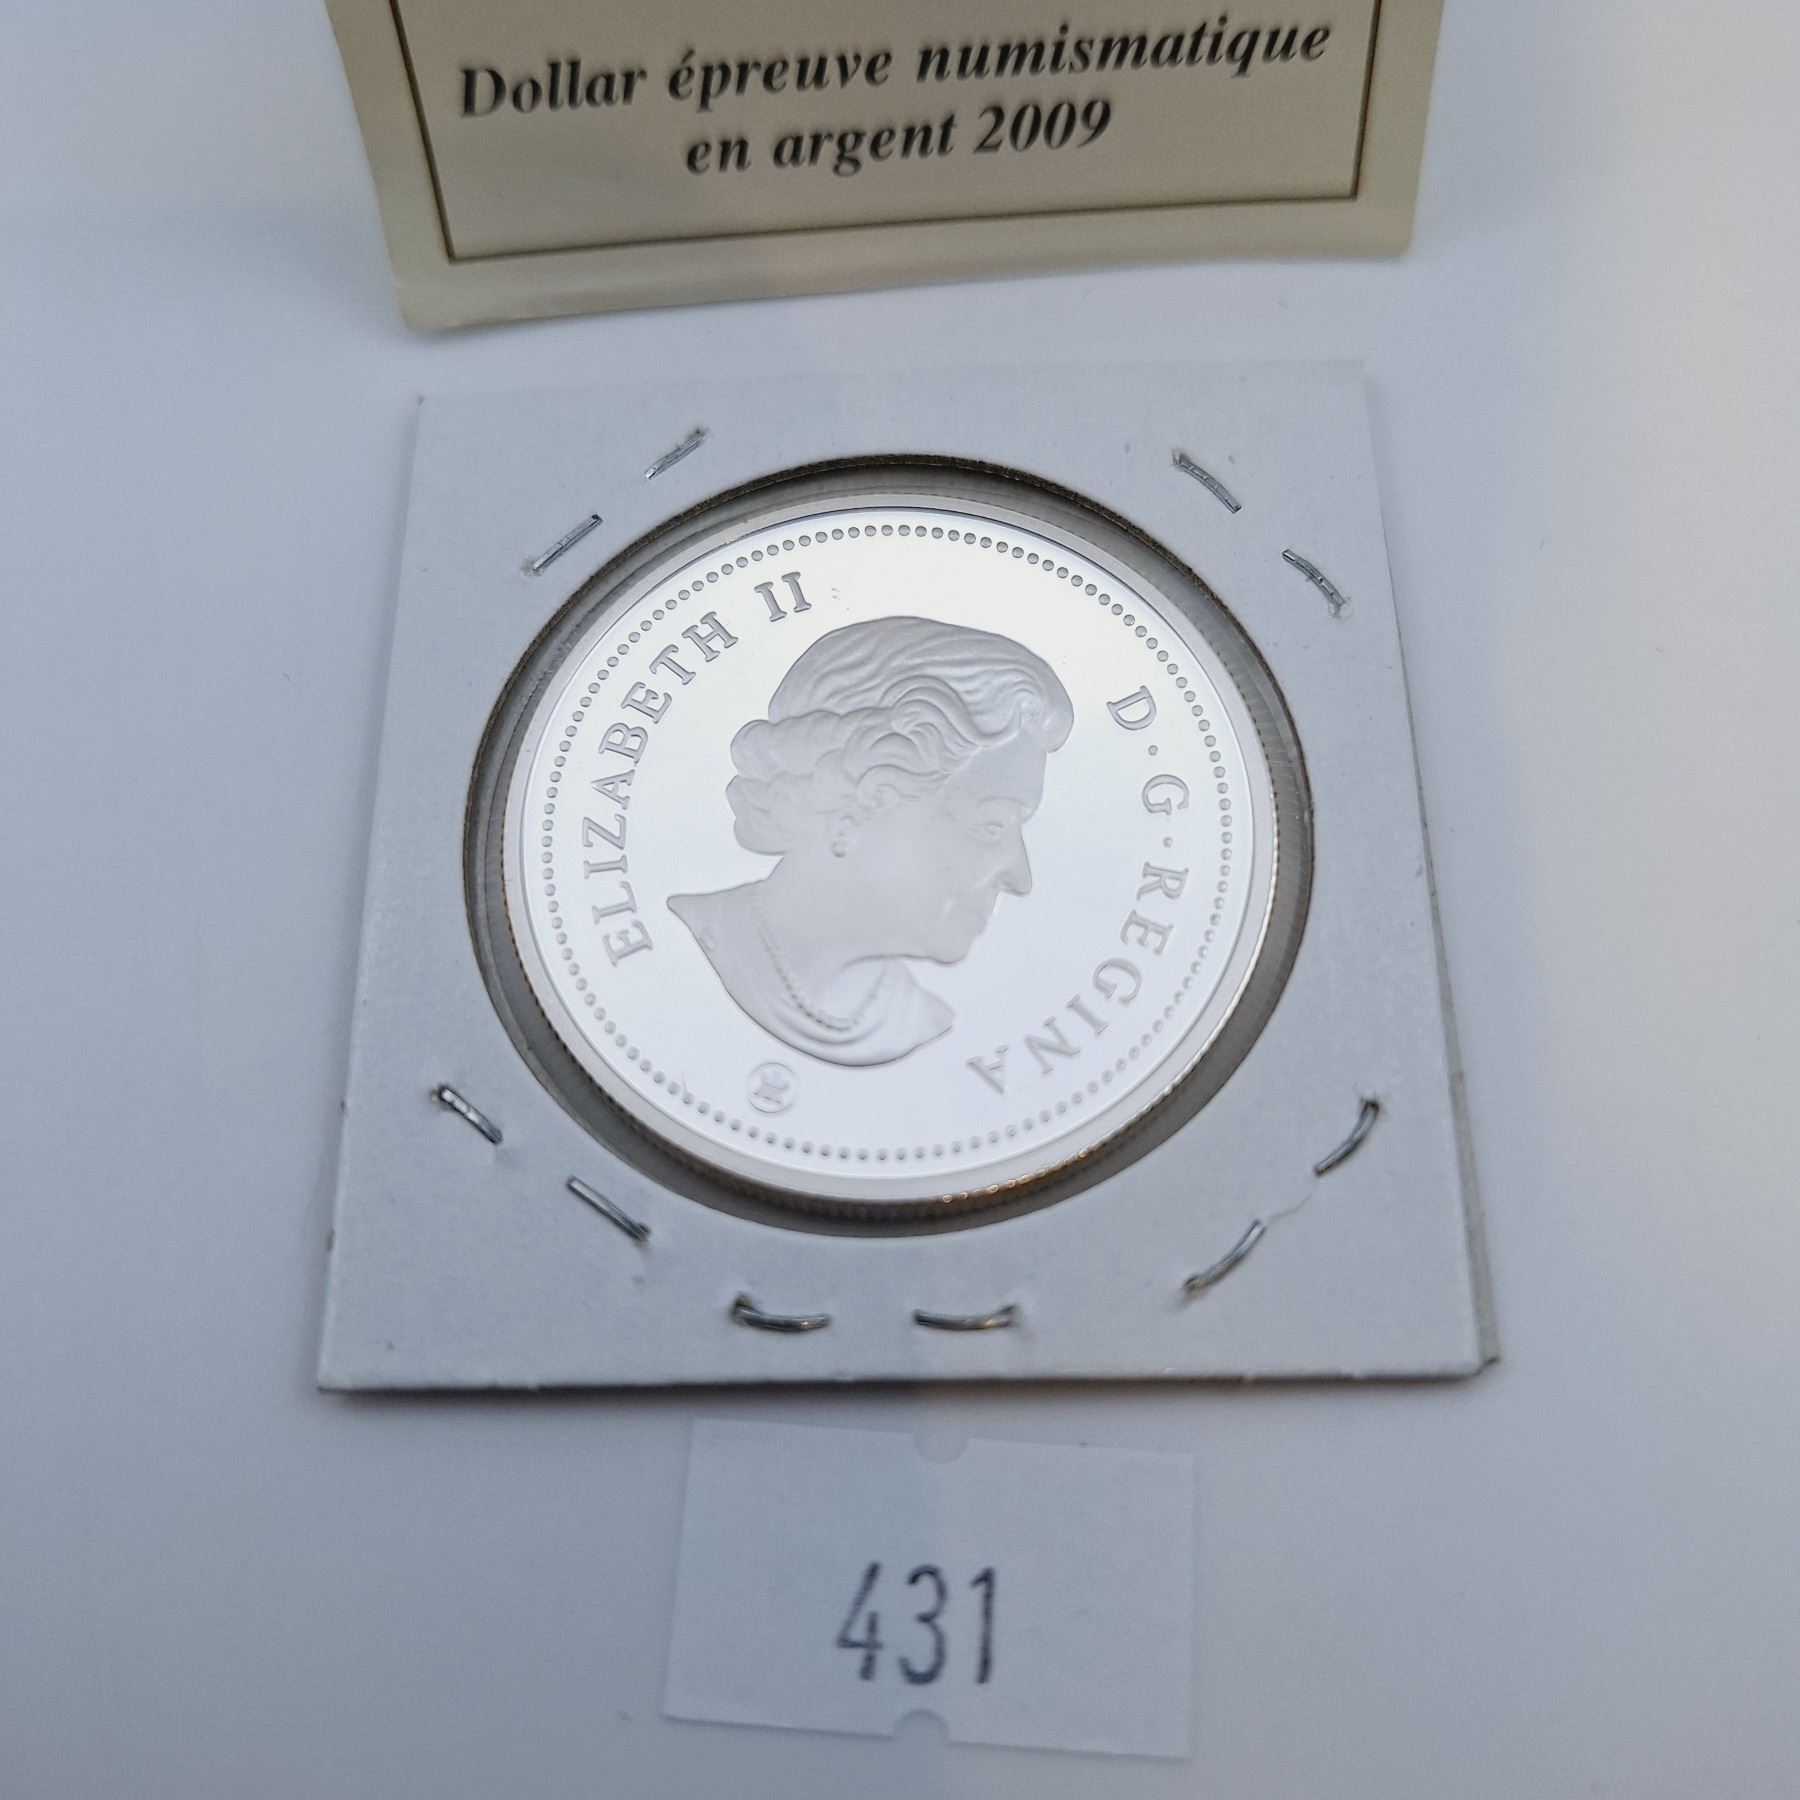 Dollar épreuve numismatique
en argent 2009
ELIZABETH II D·G·REGINA
431